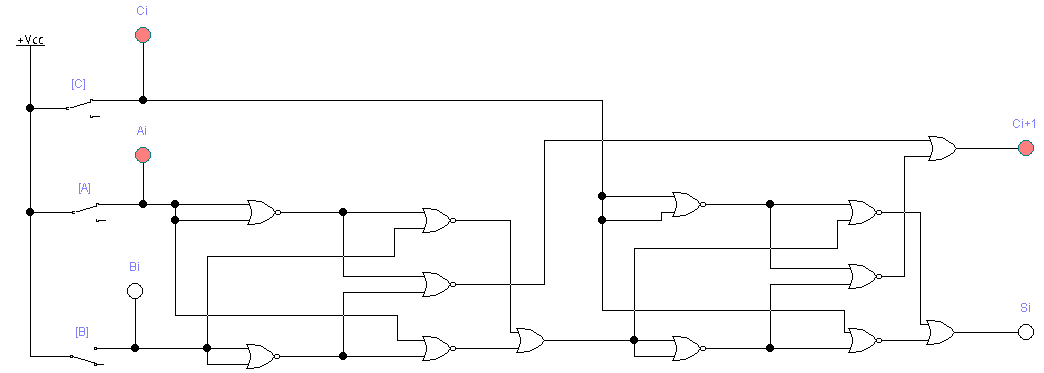 Ci
+Vcc
[C]
Ci+1
Ai
[A]
Bi
Si
[B]